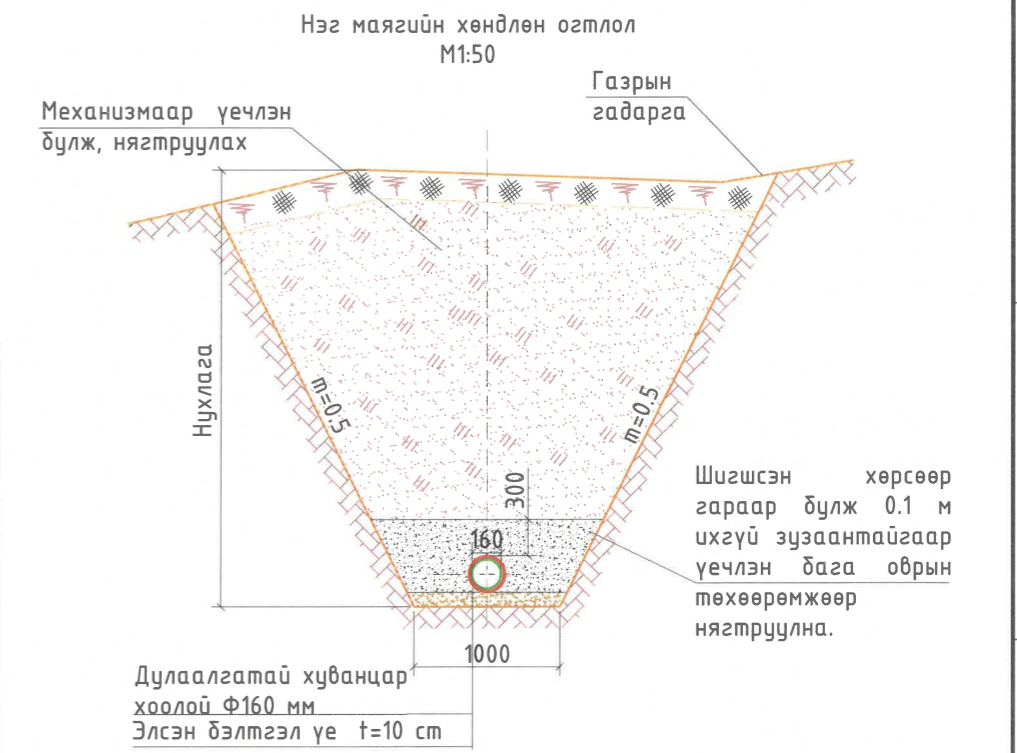 Нэг маягийн хөндлөн огтлол
М1:50
Газрын
гадарга
Механизмаар үечлэн
булж, нягтруулах
Нухлага
m=0.5
m=0.5
300
160
Шигшсэн хөрсөөр
гараар булж 0.1 м
ихгүй зузаантайгаар
үечлэн бага оврын
төхөөрөмжөөр
нягтруулна.
1000
Дулаалгатай хуванцар
хоолой Ф160 мм
Элсэн бэлтгэл үе t=10 cm